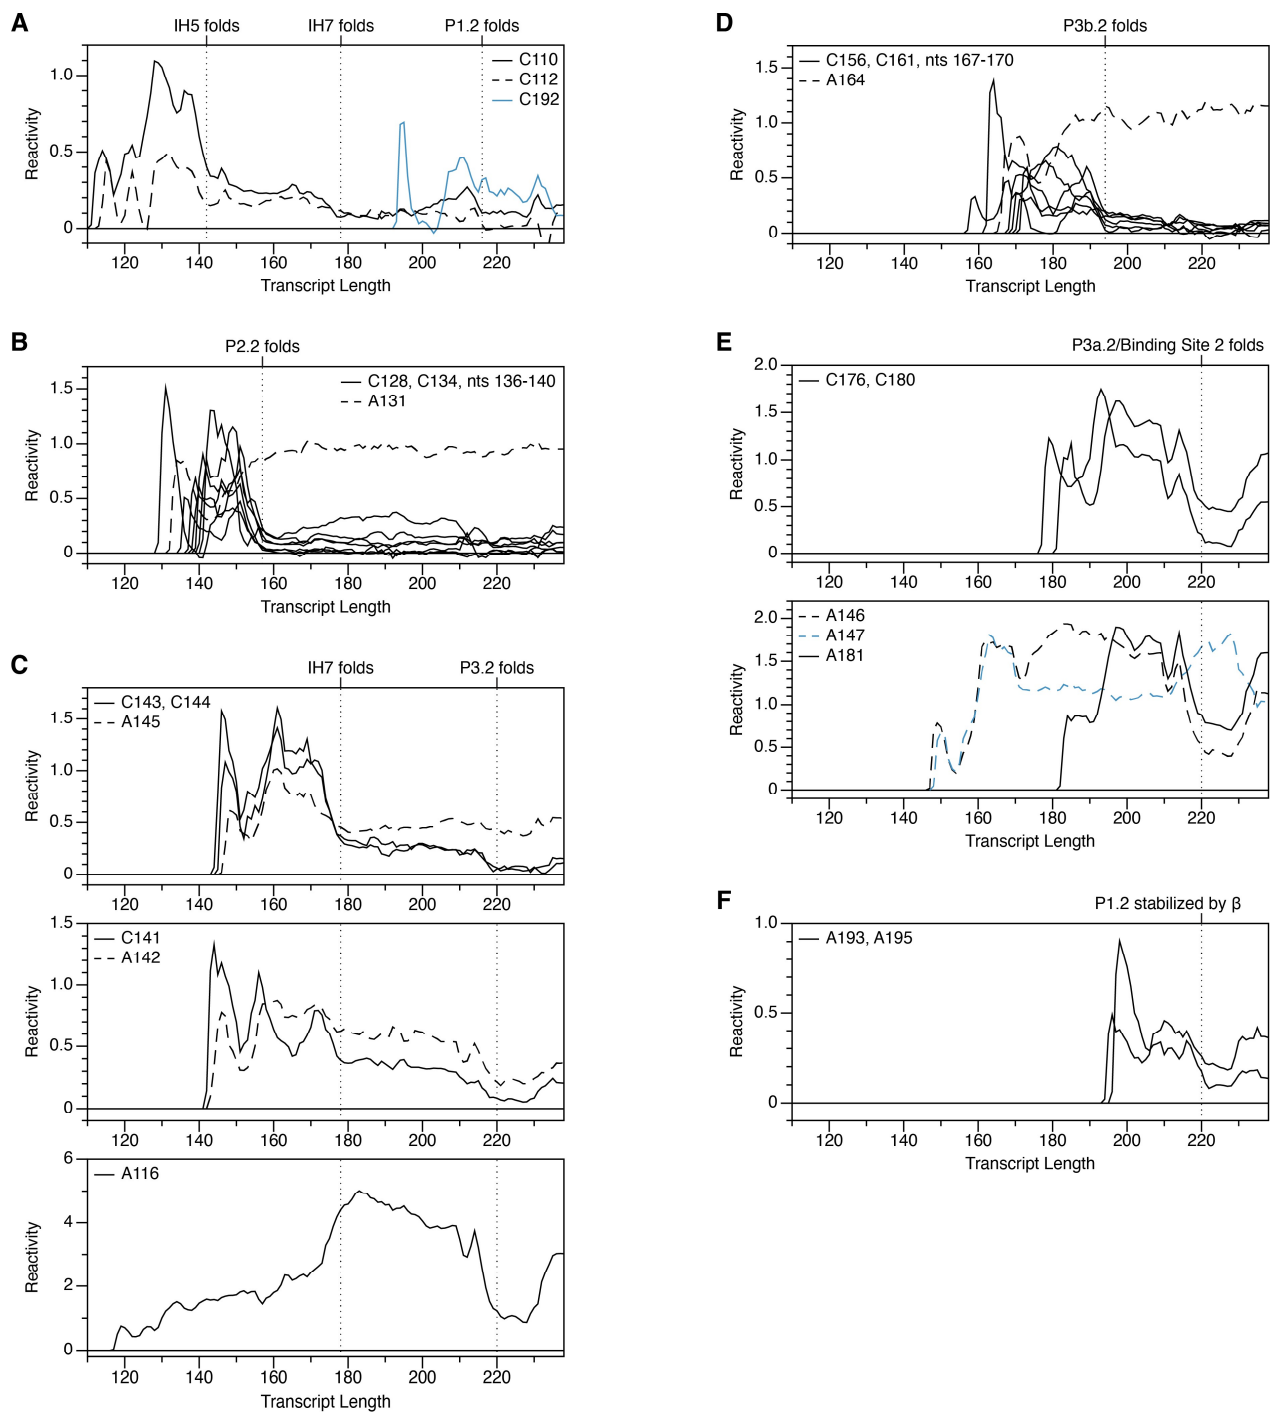 A
IH5 folds IH7 folds P1.2 folds
C110
C112
C192
1.0
0.5
0
Reactivity
120 140 160 180 200 220
Transcript Length
B
P2.2 folds
C128, C134, nts 136-140
A131
1.5
1.0
0.5
0
Reactivity
120 140 160 180 200 220
Transcript Length
C
IH7 folds P3.2 folds
C143, C144
A145
1.5
1.0
0.5
0
Reactivity
120 140 160 180 200 220
C141
A142
1.5
1.0
0.5
0
Reactivity
120 140 160 180 200 220
A116
6
4
2
0
Reactivity
120 140 160 180 200 220
Transcript Length
D
P3b.2 folds
C156, C161, nts 167-170
A164
1.5
1.0
0.5
0
Reactivity
120 140 160 180 200 220
Transcript Length
E
P3a.2/Binding Site 2 folds
C176, C180
2.0
1.5
1.0
0.5
0
Reactivity
120 140 160 180 200 220
A146
A147
A181
2.0
1.5
1.0
0.5
0
Reactivity
120 140 160 180 200 220
Transcript Length
F
P1.2 stabilized by β
A193, A195
1.0
0.5
0
Reactivity
120 140 160 180 200 220
Transcript Length